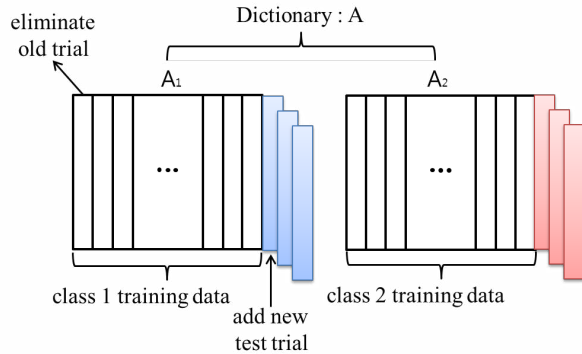 Dictionary : A
eliminate
old trial
A1
A2
...
...
class 1 training data
class 2 training data
add new
test trial